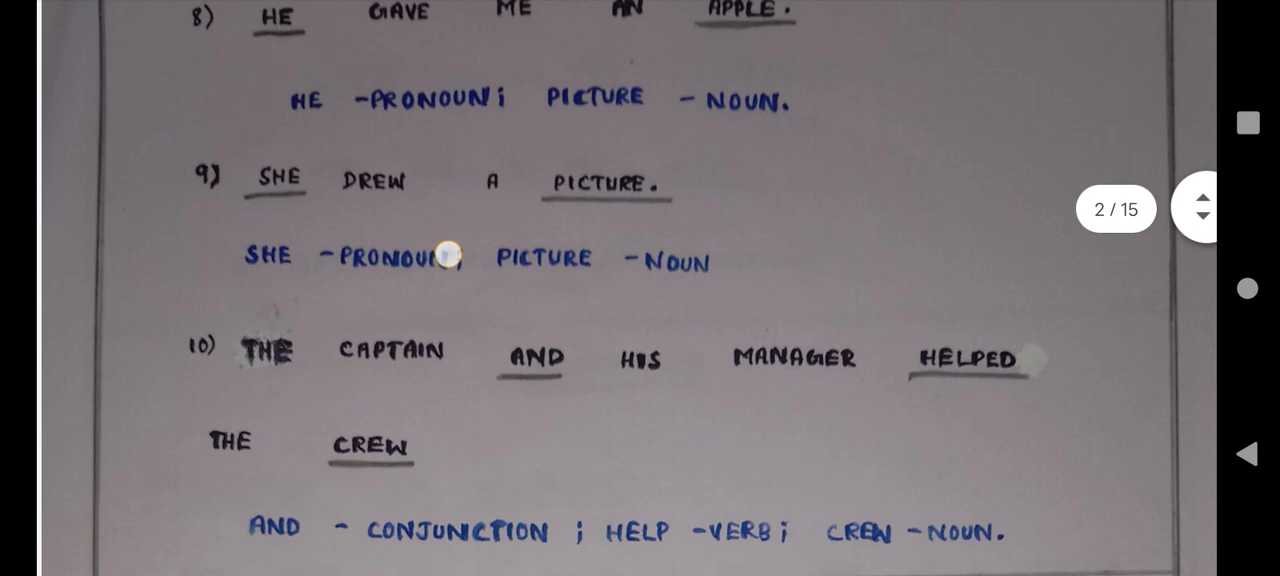 8) HE GAVE ME AN APPLE.
HE -PRONOUN; PICTURE - NOUN.
9) SHE DREW A PICTURE.
2 / 15
SHE -PRONOUN; PICTURE -NOUN
10) THE CAPTAIN AND HIS MANAGER HELPED
THE CREW
AND - CONJUNCTION ; HELP -VERB; CREW -NOUN.